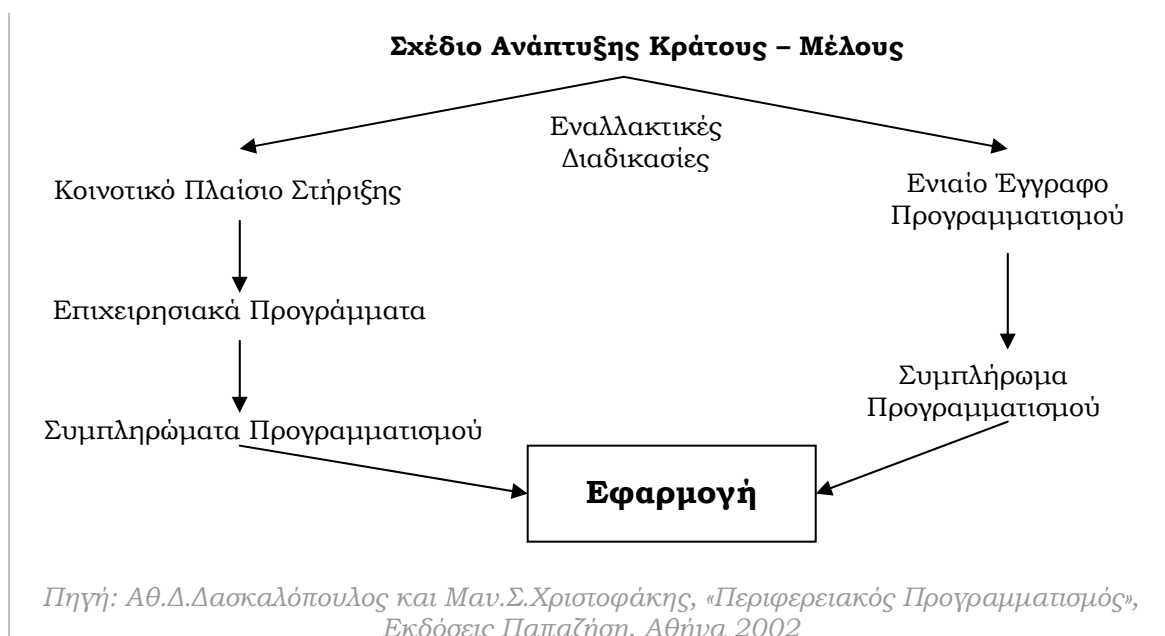 Σχέδιο Ανάπτυξης Κράτους – Μέλους
Εναλλακτικές
Διαδικασίες
Κοινοτικό Πλαίσιο Στήριξης
Ενιαίο Έγγραφο
Προγραμματισμού
Επιχειρησιακά Προγράμματα
Συμπλήρωμα
Προγραμματισμού
Συμπληρώματα Προγραμματισμού
Εφαρμογή
Πηγή: Αθ.Δ.Δασκαλόπουλος και Μαν.Σ.Χριστοφάκης, «Περιφερειακός Προγραμματισμός»,
Εκδόσεις Παπαζήση, Αθήνα 2002